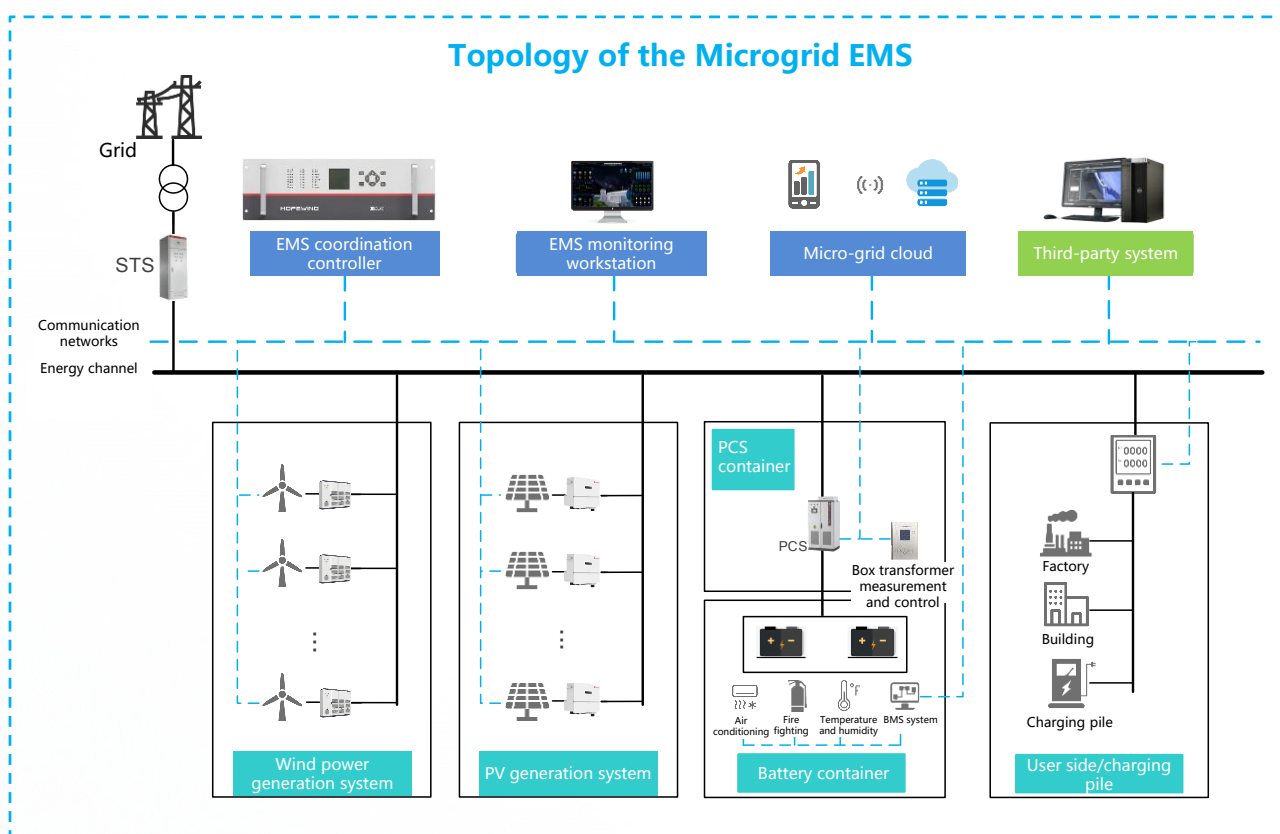 Topology of the Microgrid EMS
Grid
HOPEWIND
STS
EMS coordination
controller
EMS monitoring
workstation
Micro-grid cloud
Third-party system
Communication
networks
Energy channel
PCS
container
PCS
Box transformer
measurement
and control
0000
0000
Factory
Building
Charging pile
°F
Air
conditioning
Fire
fighting
Temperature
and humidity
BMS system
Wind power
generation system
PV generation system
Battery container
User side/charging
pile